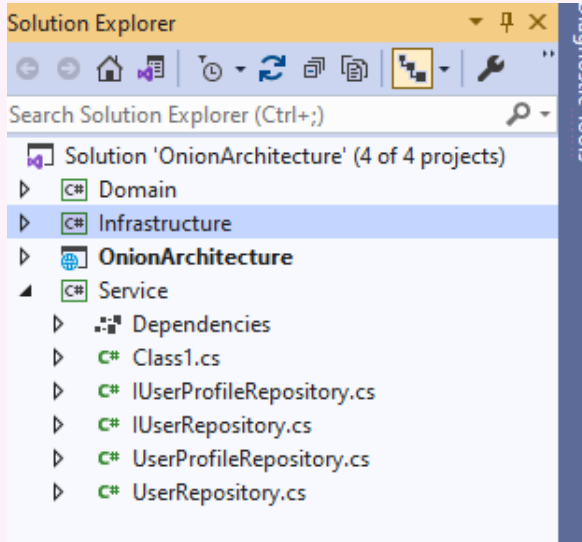 Solution Explorer
Search Solution Explorer (Ctrl+;)
Solution 'OnionArchitecture' (4 of 4 projects)
C# Domain
C# Infrastructure
OnionArchitecture
C# Service
Dependencies
C# Class1.cs
C# IUserProfileRepository.cs
C# IUserRepository.cs
C# UserProfileRepository.cs
C# UserRepository.cs